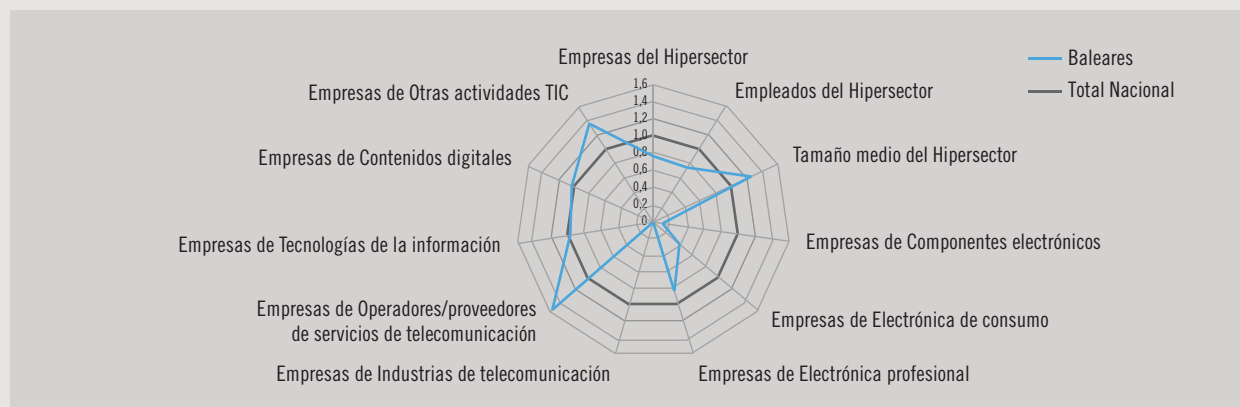 Empresas del Hipersector
Empleados del Hipersector
Tamaño medio del Hipersector
Empresas de Componentes electrónicos
Empresas de Electrónica de consumo
Empresas de Electrónica profesional
Empresas de Industrias de telecomunicación
Empresas de Operadores/proveedores
de servicios de telecomunicación
Empresas de Tecnologías de la información
Empresas de Contenidos digitales
Empresas de Otras actividades TIC
1,6
1,4
1,2
1,0
0,8
0,6
0,4
0,2
0
Baleares
Total Nacional